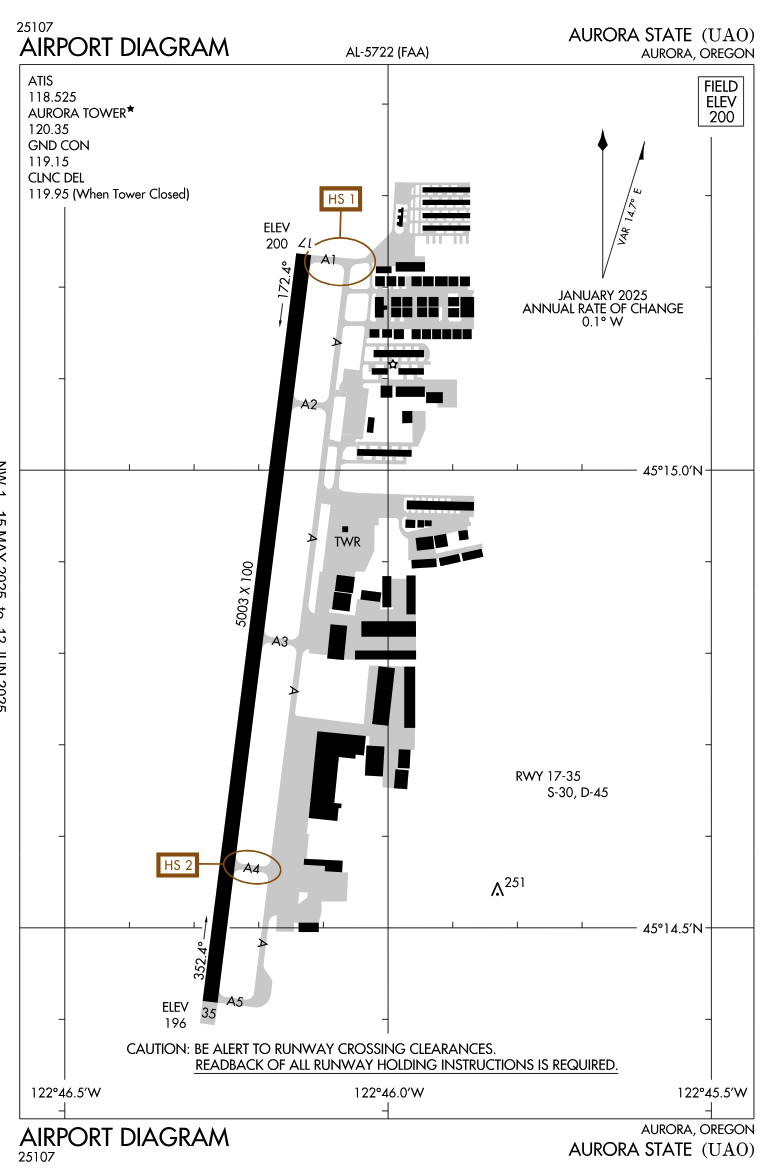 25107
AIRPORT DIAGRAM
AL-5722 (FAA)
AURORA STATE (UAO)
AURORA, OREGON
ATIS
118.525
AURORA TOWER★
120.35
GND CON
119.15
CLNC DEL
119.95 (When Tower Closed)
FIELD
ELEV
200
VAR 14.7° E
JANUARY 2025
ANNUAL RATE OF CHANGE
0.1° W
HS 1
ELEV
200
17
A1
172.4°
A
A2
45°15.0'N
NW-1, 15 MAY 2025 to 12 JUN 2025
A
TWR
5003 X 100
A3
A
RWY 17-35
S-30, D-45
HS 2
A4
251
45°14.5'N
352.4°
A
A5
35
ELEV
196
CAUTION: BE ALERT TO RUNWAY CROSSING CLEARANCES.
READBACK OF ALL RUNWAY HOLDING INSTRUCTIONS IS REQUIRED.
122°46.5'W
122°46.0'W
122°45.5'W
AIRPORT DIAGRAM
25107
AURORA, OREGON
AURORA STATE (UAO)